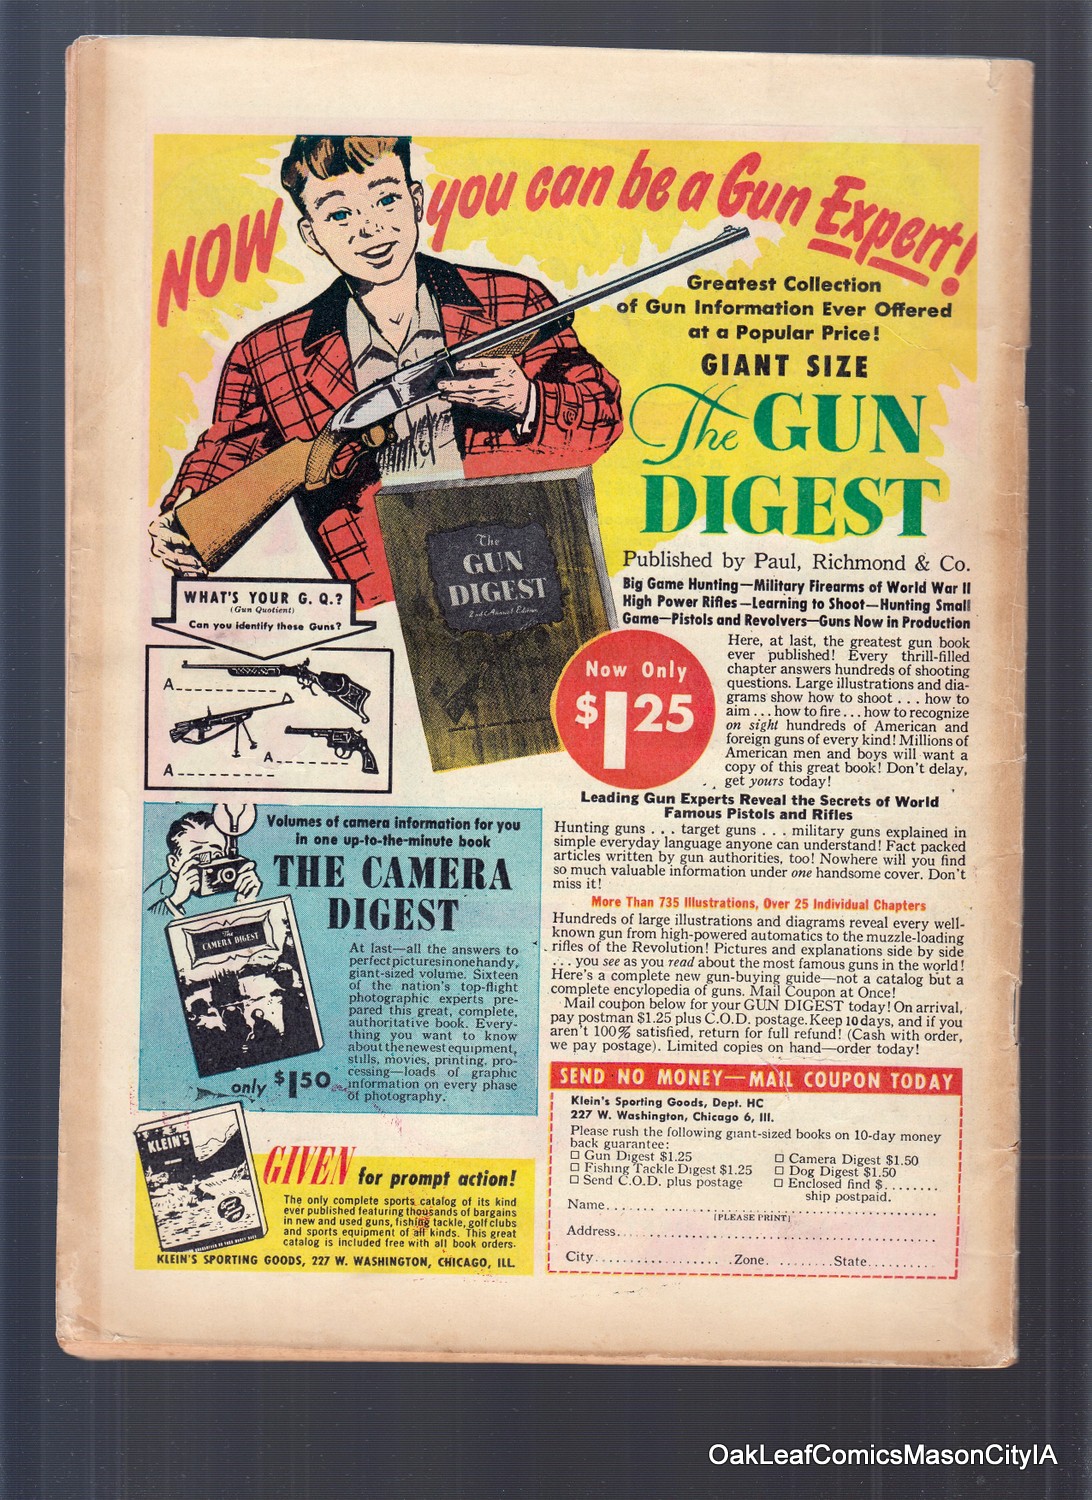 NOW you can be a Gun Expert!
Greatest Collection
of Gun Information Ever Offered
at a Popular Price!
GIANT SIZE
The GUN
DIGEST
Published by Paul, Richmond & Co.
Big Game Hunting—Military Firearms of World War II
High Power Rifles—Learning to Shoot—Hunting Small
Game—Pistols and Revolvers—Guns Now in Production
The
GUN
DIGEST
2nd Annual Edition
WHAT'S YOUR G. Q.?
(Gun Quotient)
Can you identify these Guns?
A
A
A
Now Only
$1.25
Here, at last, the greatest gun book
ever published! Every thrill-filled
chapter answers hundreds of shooting
questions. Large illustrations and dia-
grams show how to shoot . . . how to
aim . . . how to fire . . . how to recognize
on sight hundreds of American and
foreign guns of every kind! Millions of
American men and boys will want a
copy of this great book! Don't delay,
get yours today!
Leading Gun Experts Reveal the Secrets of World
Famous Pistols and Rifles
Hunting guns . . . target guns . . . military guns explained in
simple everyday language anyone can understand! Fact packed
articles written by gun authorities, too! Nowhere will you find
so much valuable information under one handsome cover. Don't
miss it!
More Than 735 Illustrations, Over 25 Individual Chapters
Hundreds of large illustrations and diagrams reveal every well-
known gun from high-powered automatics to the muzzle-loading
rifles of the Revolution! Pictures and explanations side by side
. . . you see as you read about the most famous guns in the world!
Here's a complete new gun-buying guide—not a catalog but a
complete encylopedia of guns. Mail Coupon at Once!
Mail coupon below for your GUN DIGEST today! On arrival,
pay postman $1.25 plus C.O.D. postage. Keep 10 days, and if you
aren't 100% satisfied, return for full refund! (Cash with order,
we pay postage). Limited copies on hand—order today!
Volumes of camera information for you
in one up-to-the-minute book
THE CAMERA
DIGEST
The
CAMERA DIGEST
At last—all the answers to
perfect pictures in one handy,
giant-sized volume. Sixteen
of the nation's top-flight
photographic experts pre-
pared this great, complete,
authoritative book. Every-
thing you want to know
about the newest equipment,
stills, movies, printing, pro-
cessing—loads of graphic
information on every phase
of photography.
only $1.50
KLEIN'S
GIVEN for prompt action!
The only complete sports catalog of its kind
ever published featuring thousands of bargains
in new and used guns, fishing tackle, golf clubs
and sports equipment of all kinds. This great
catalog is included free with all book orders.
KLEIN'S SPORTING GOODS, 227 W. WASHINGTON, CHICAGO, ILL.
SEND NO MONEY—MAIL COUPON TODAY
Klein's Sporting Goods, Dept. HC
227 W. Washington, Chicago 6, Ill.
Please rush the following giant-sized books on 10-day money
back guarantee:
☐ Gun Digest $1.25 ☐ Camera Digest $1.50
☐ Fishing Tackle Digest $1.25 ☐ Dog Digest $1.50
☐ Send C.O.D. plus postage ☐ Enclosed find $........
ship postpaid.
Name
[PLEASE PRINT]
Address
City Zone State
OakLeafComicsMasonCityIA